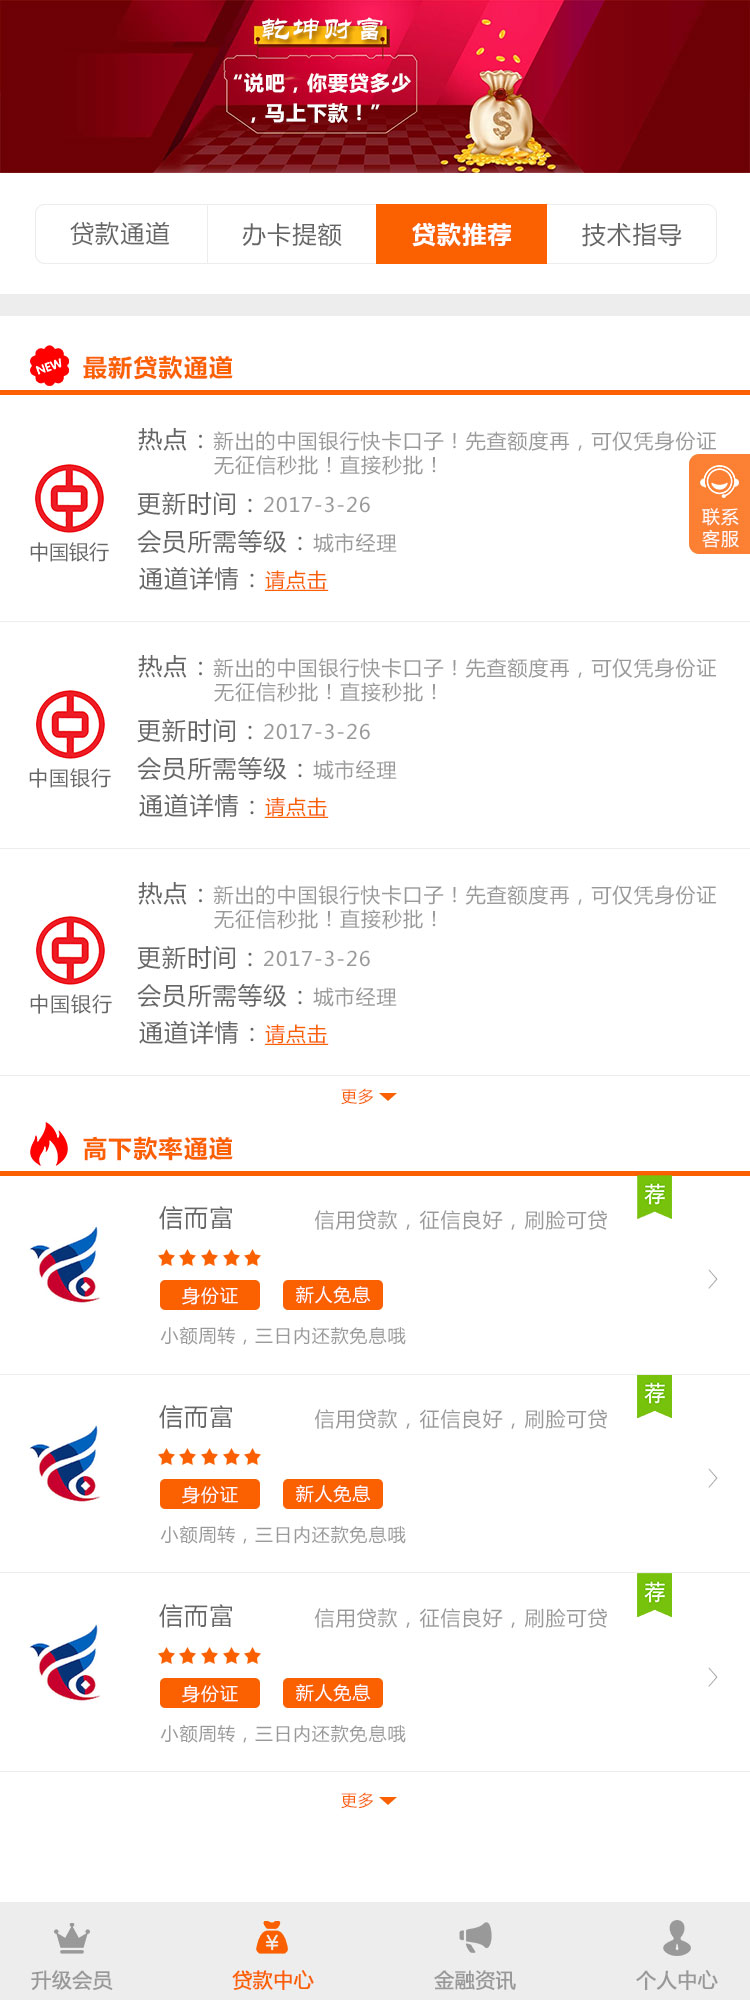 乾坤财富
“说吧，你要贷多少
，马上下款！”
贷款通道 办卡提额 贷款推荐 技术指导
NEW 最新贷款通道
热点：新出的中国银行快卡口子！先查额度再，可仅凭身份证
无征信秒批！直接秒批！
更新时间：2017-3-26
会员所需等级：城市经理
通道详情：请点击
中国银行
联系
客服
热点：新出的中国银行快卡口子！先查额度再，可仅凭身份证
无征信秒批！直接秒批！
更新时间：2017-3-26
会员所需等级：城市经理
通道详情：请点击
中国银行
热点：新出的中国银行快卡口子！先查额度再，可仅凭身份证
无征信秒批！直接秒批！
更新时间：2017-3-26
会员所需等级：城市经理
通道详情：请点击
中国银行
更多
高下款率通道
荐
信而富 信用贷款，征信良好，刷脸可贷
身份证 新人免息
小额周转，三日内还款免息哦
荐
信而富 信用贷款，征信良好，刷脸可贷
身份证 新人免息
小额周转，三日内还款免息哦
荐
信而富 信用贷款，征信良好，刷脸可贷
身份证 新人免息
小额周转，三日内还款免息哦
更多
升级会员 贷款中心 金融资讯 个人中心